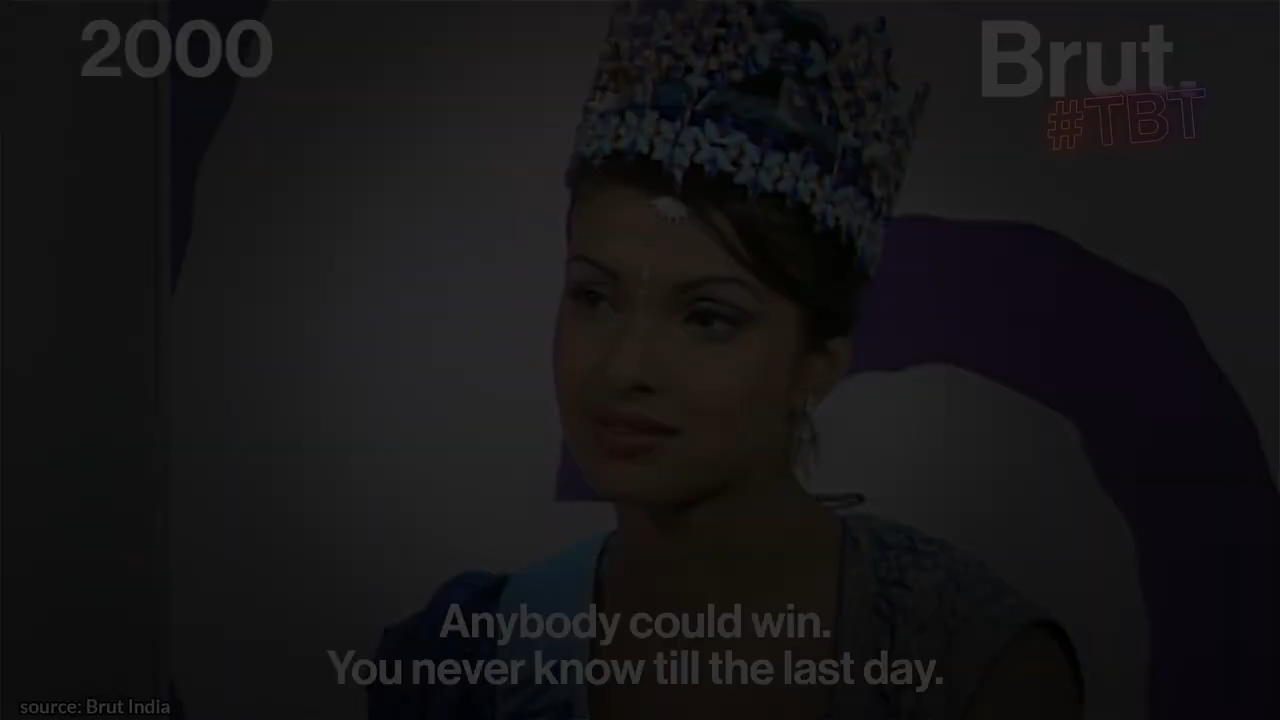 2000
Brut.
#TBT
Anybody could win.
You never know till the last day.
source: Brut India